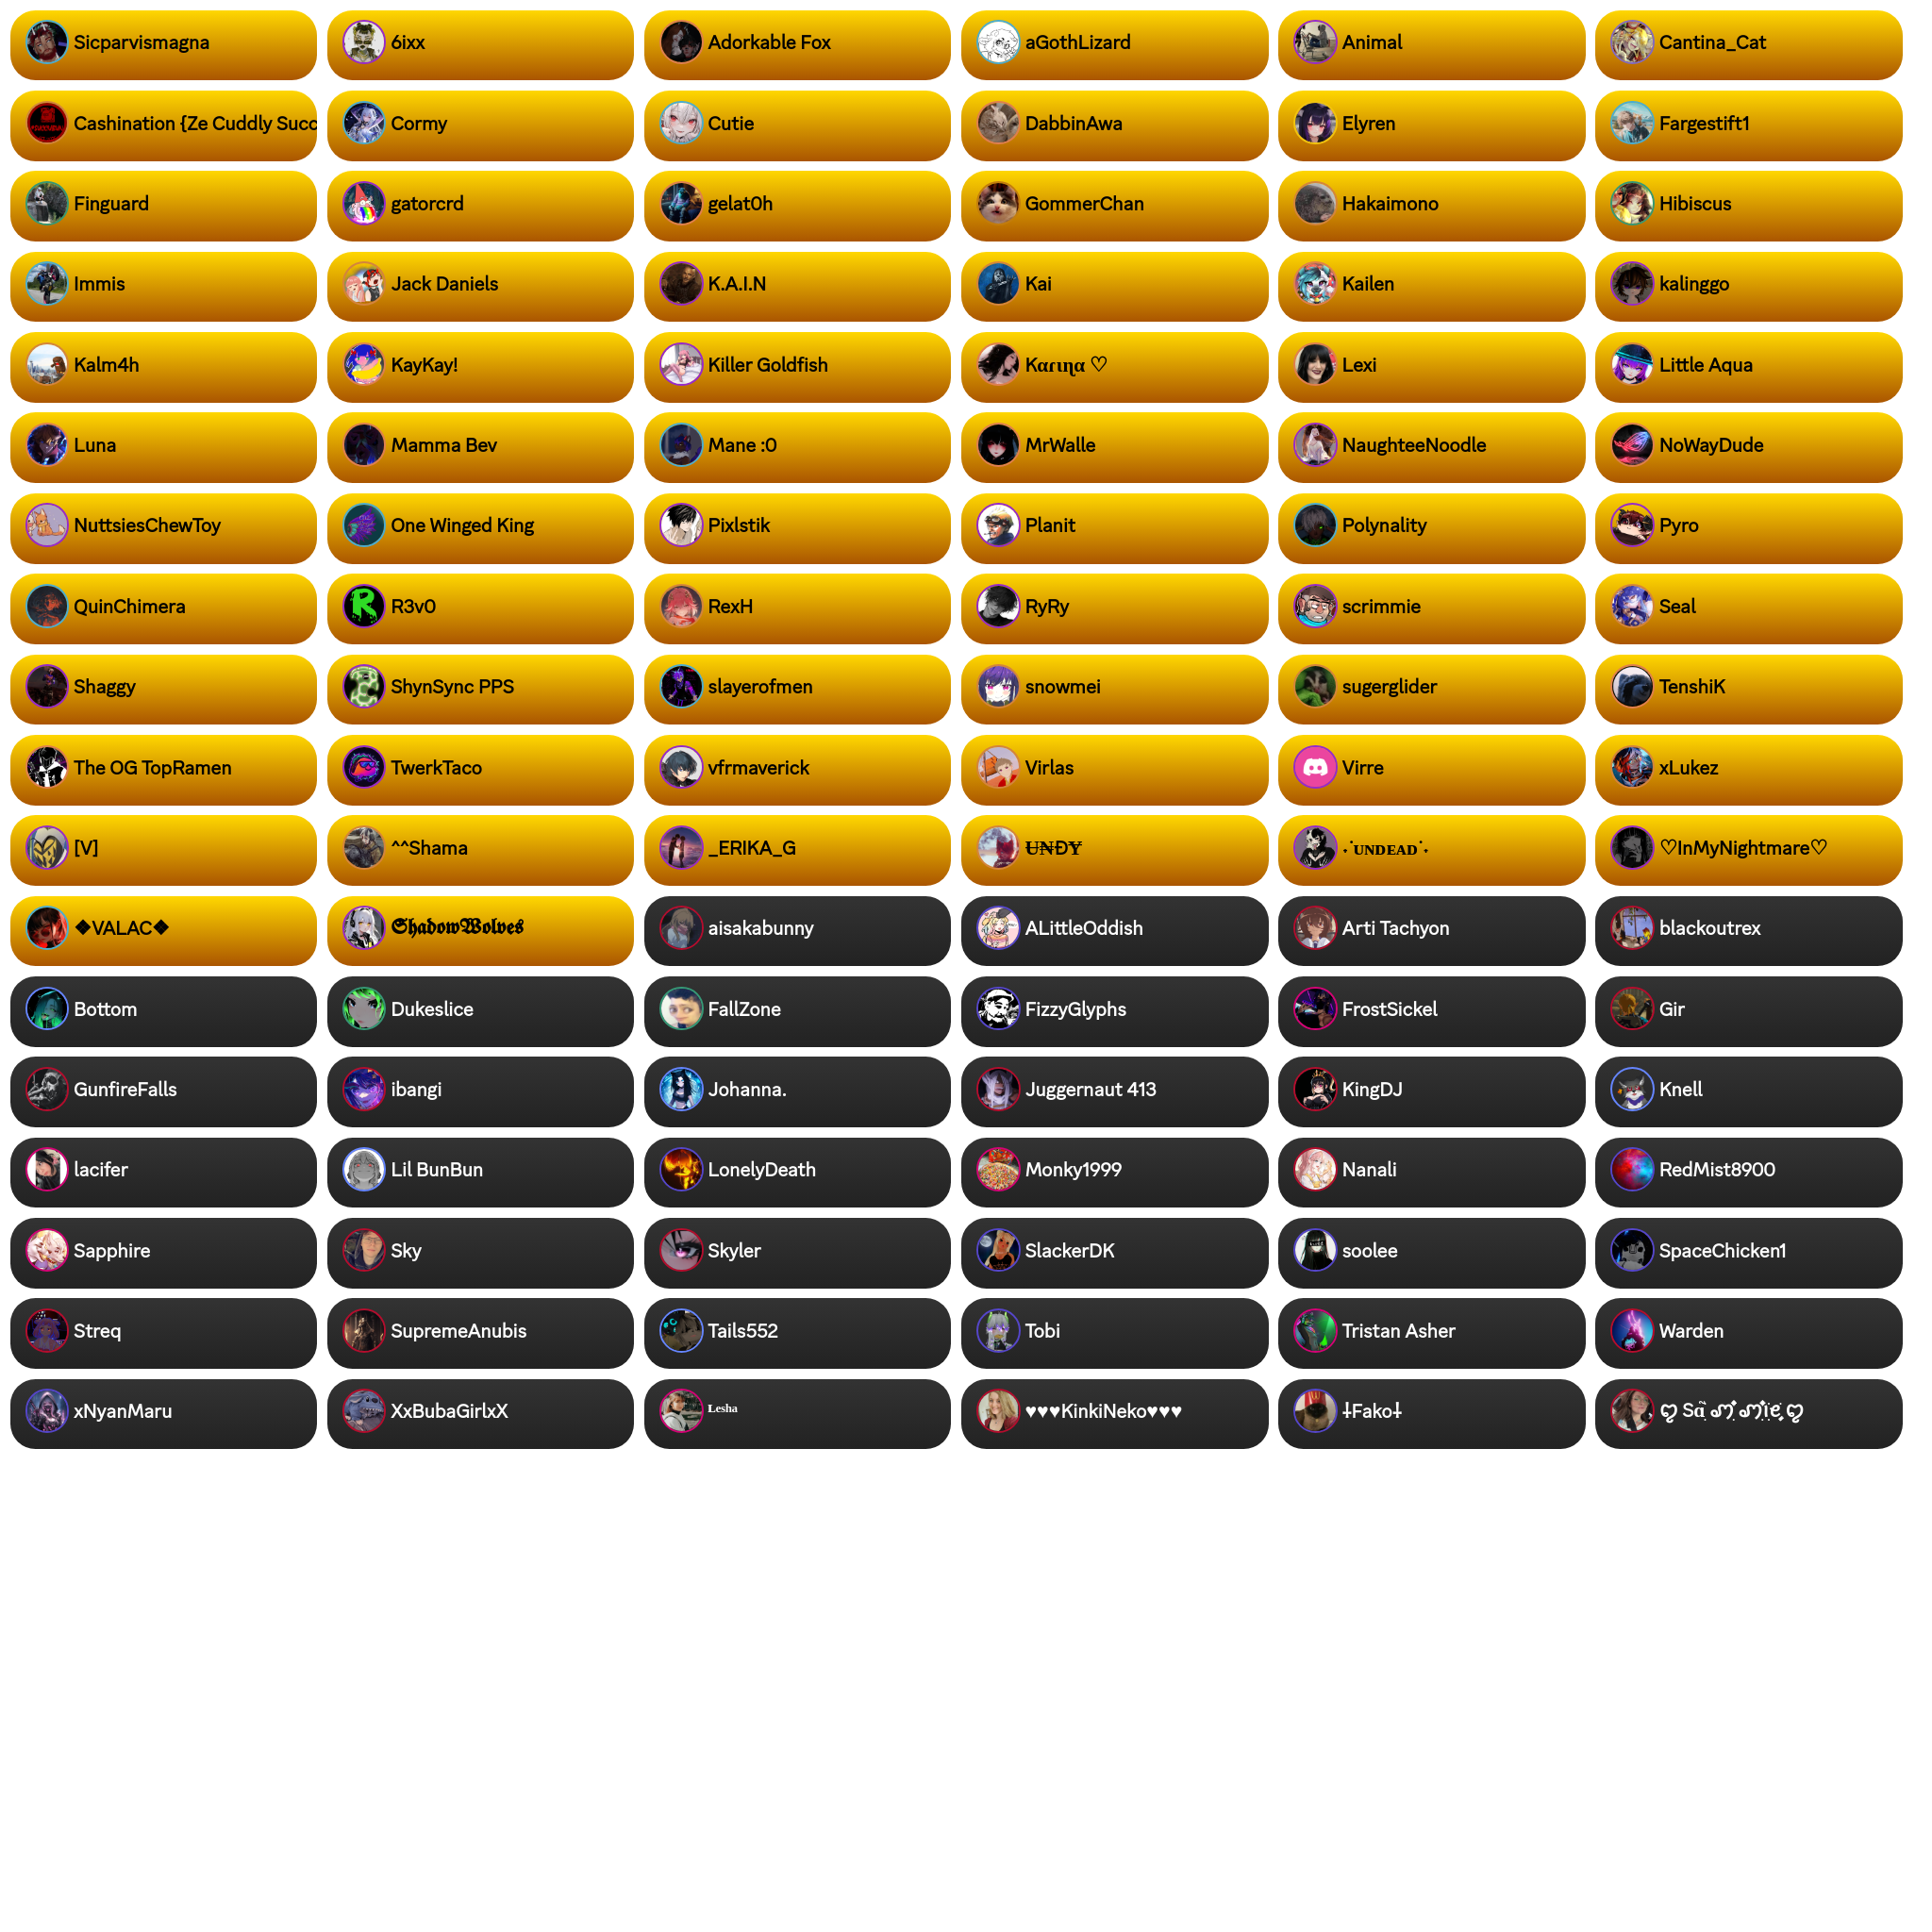 Sicparvismagna
6ixx
Adorkable Fox
aGothLizard
Animal
Cantina_Cat
Cashination {Ze Cuddly Succ
Cormy
Cutie
DabbinAwa
Elyren
Fargestift1
Finguard
gatorcrd
gelat0h
GommerChan
Hakaimono
Hibiscus
Immis
Jack Daniels
K.A.I.N
Kai
Kailen
kalinggo
Kalm4h
KayKay!
Killer Goldfish
Kαɾιɳα ♡
Lexi
Little Aqua
Luna
Mamma Bev
Mane :0
MrWalle
NaughteeNoodle
NoWayDude
NuttsiesChewToy
One Winged King
Pixlstik
Planit
Polynality
Pyro
QuinChimera
R3v0
RexH
RyRy
scrimmie
Seal
Shaggy
ShynSync PPS
slayerofmen
snowmei
sugerglider
TenshiK
The OG TopRamen
TwerkTaco
vfrmaverick
Virlas
Virre
xLukez
[V]
^^Shama
_ERIKA_G
Ʉ₦ĐɎ
˖˙ᴜɴᴅᴇᴀᴅ˙˖
♡InMyNightmare♡
❖VALAC❖
𝕾𝖍𝖆𝖉𝖔𝖜𝖂𝖔𝖑𝖛𝖊𝖘
aisakabunny
ALittleOddish
Arti Tachyon
blackoutrex
Bottom
Dukeslice
FallZone
FizzyGlyphs
FrostSickel
Gir
GunfireFalls
ibangi
Johanna.
Juggernaut 413
KingDJ
Knell
lacifer
Lil BunBun
LonelyDeath
Monky1999
Nanali
RedMist8900
Sapphire
Sky
Skyler
SlackerDK
soolee
SpaceChicken1
Streq
SupremeAnubis
Tails552
Tobi
Tristan Asher
Warden
xNyanMaru
XxBubaGirlxX
ᴸᵉˢʰᵃ
♥♥♥KinkiNeko♥♥♥
⸸Fako⸸